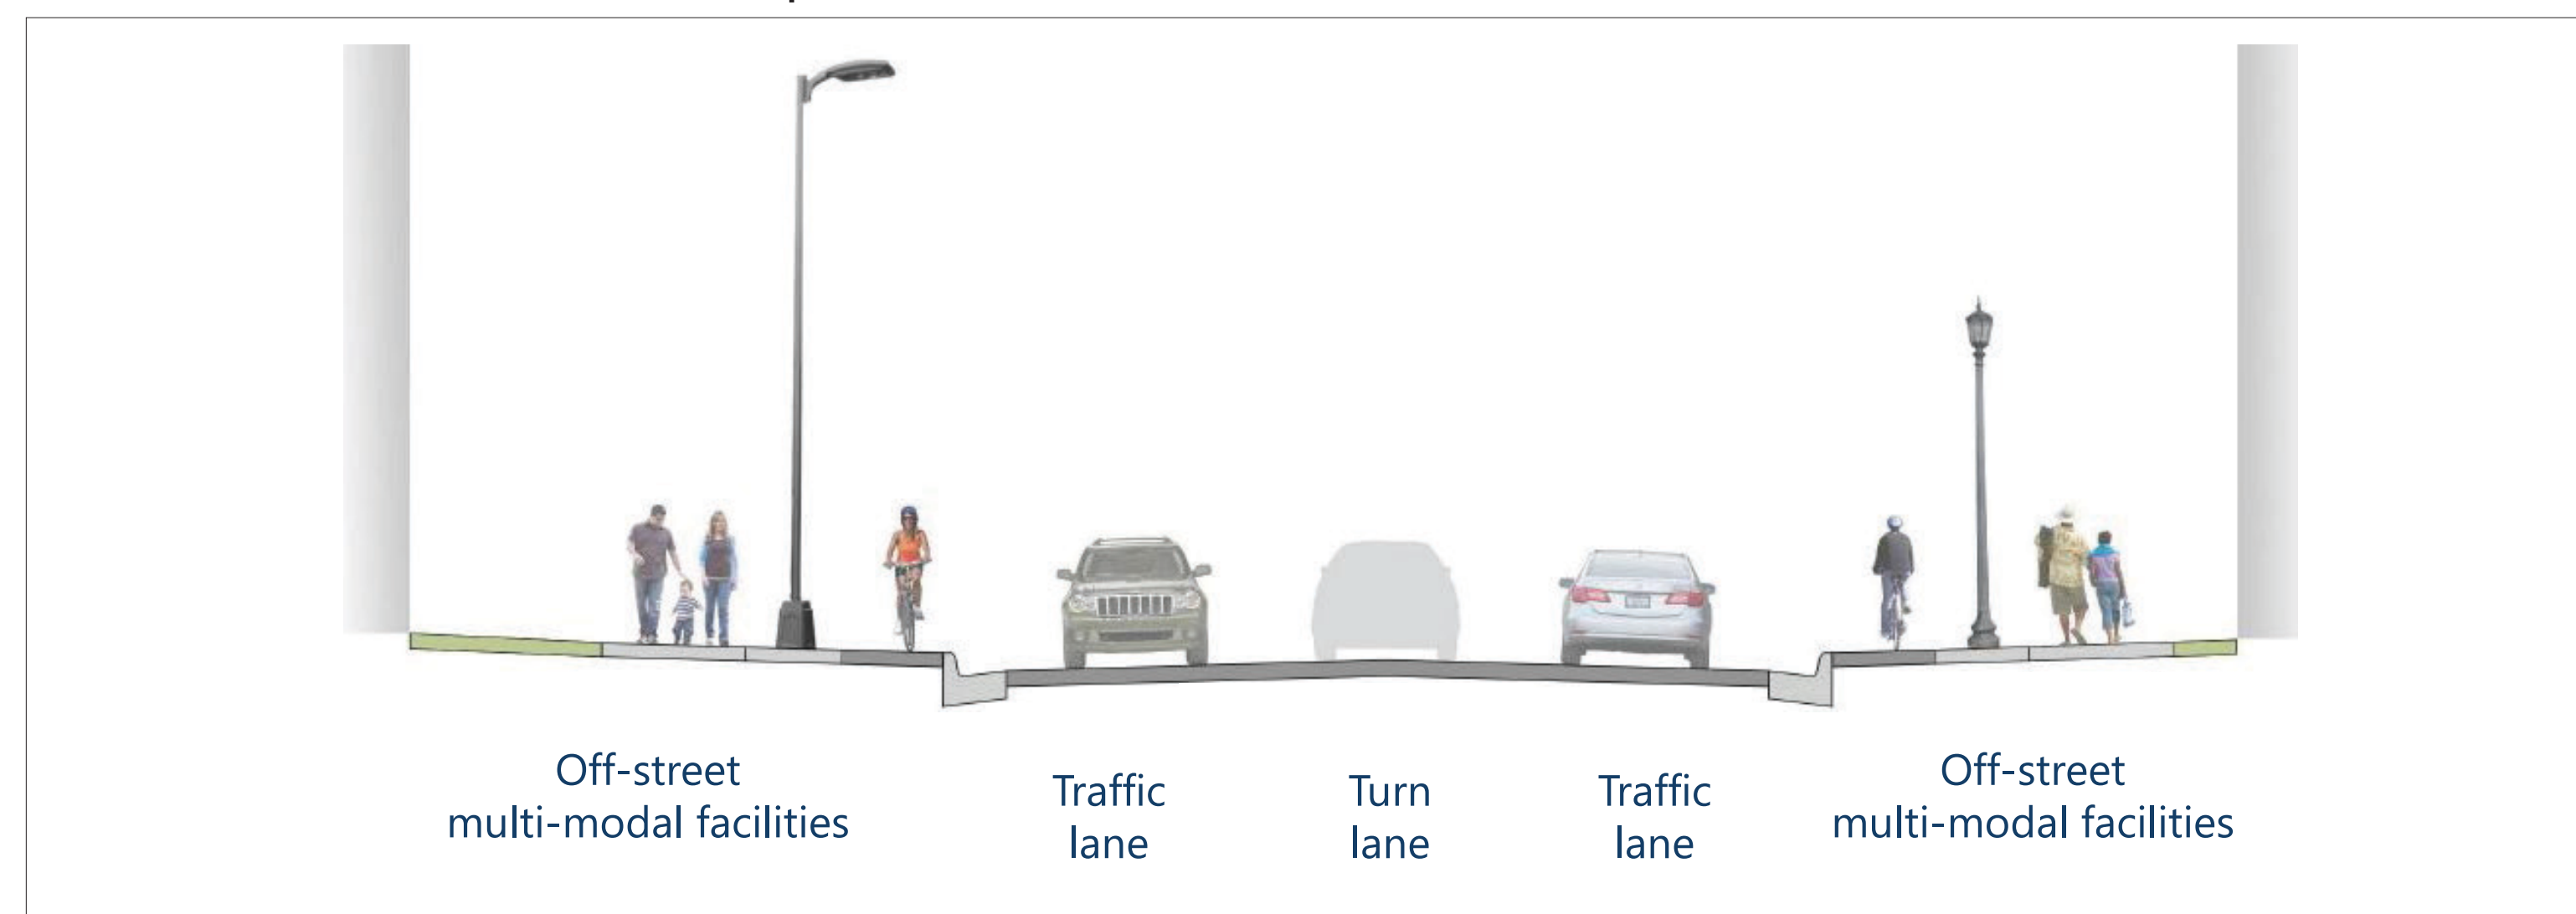 Off-street
multi-modal facilities
Traffic
lane
Turn
lane
Traffic
lane
Off-street
multi-modal facilities